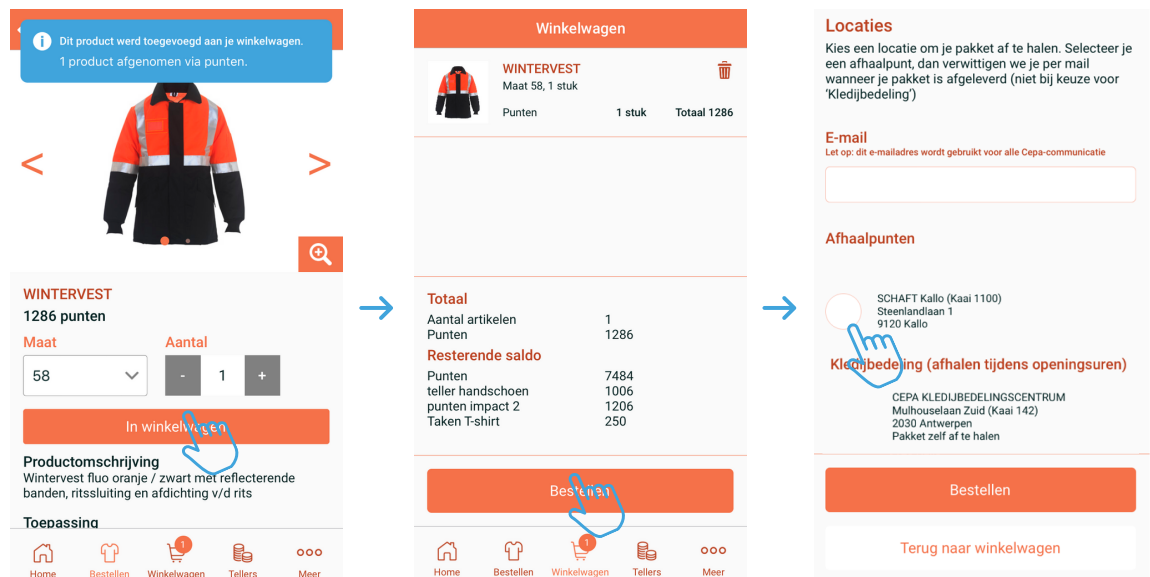 Dit product werd toegevoegd aan je winkelwagen.
1 product afgenomen via punten.
<
>
WINTERVEST
1286 punten
Maat
Aantal
58
-
1
+
In winkelwagen
Productomschrijving
Wintervest fluo oranje / zwart met reflecterende
banden, ritssluiting en afdichting v/d rits
Toepassing
1
Home
Bestellen
Winkelwagen
Tellers
Meer
Winkelwagen
WINTERVEST
Maat 58, 1 stuk
Punten 1 stuk Totaal 1286
Totaal
Aantal artikelen 1
Punten 1286
Resterende saldo
Punten 7484
teller handschoen 1006
punten impact 2 1206
Taken T-shirt 250
Bestellen
1
Home
Bestellen
Winkelwagen
Tellers
Meer
Locaties
Kies een locatie om je pakket af te halen. Selecteer je
een afhaalpunt, dan verwittigen we je per mail
wanneer je pakket is afgeleverd (niet bij keuze voor
'Kledijbedeling')
E-mail
Let op: dit e-mailadres wordt gebruikt voor alle Cepa-communicatie
Afhaalpunten
SCHAFT Kallo (Kaai 1100)
Steenlandlaan 1
9120 Kallo
Kledijbedeling (afhalen tijdens openingsuren)
CEPA KLEDIJBEDELINGSCENTRUM
Mulhouselaan Zuid (Kaai 142)
2030 Antwerpen
Pakket zelf af te halen
Bestellen
Terug naar winkelwagen